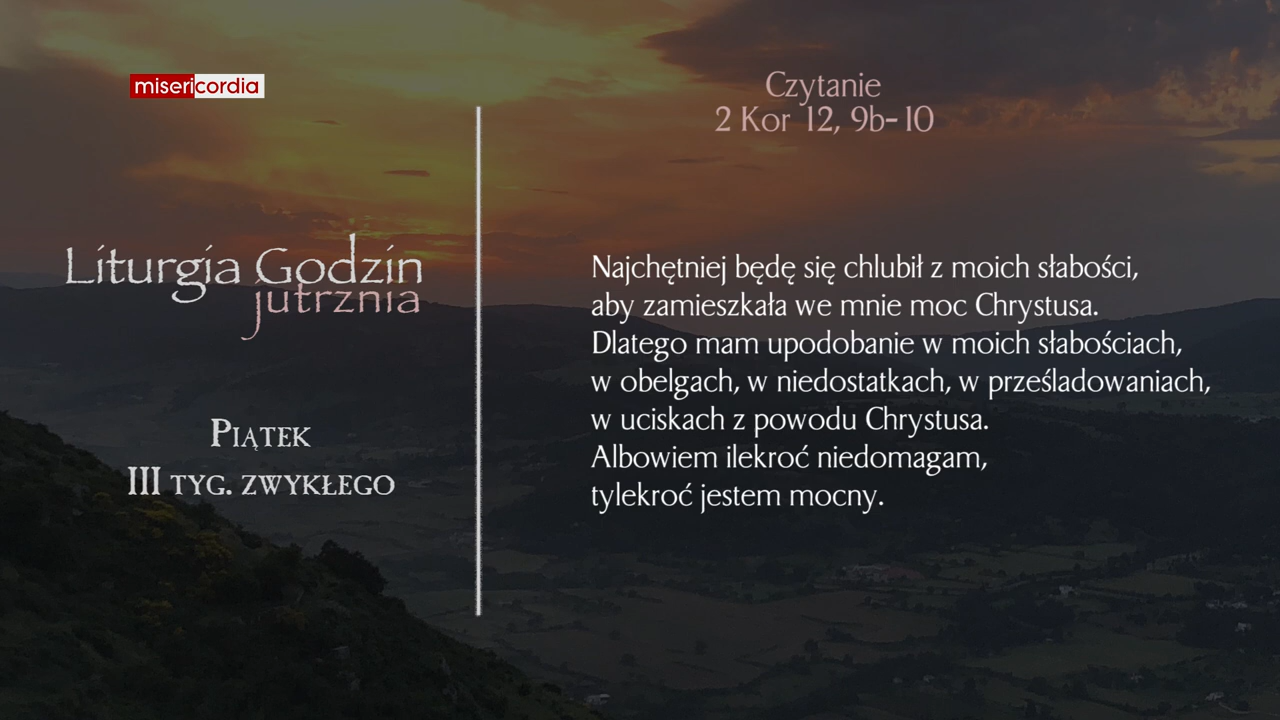 misericordia
Liturgia Godzin
jutrznia
Piątek
III tyg. zwykłego
Czytanie
2 Kor 12, 9b-10
Najchętniej będę się chlubił z moich słabości,
aby zamieszkała we mnie moc Chrystusa.
Dlatego mam upodobanie w moich słabościach,
w obelgach, w niedostatkach, w prześladowaniach,
w uciskach z powodu Chrystusa.
Albowiem ilekroć niedomagam,
tylekroć jestem mocny.